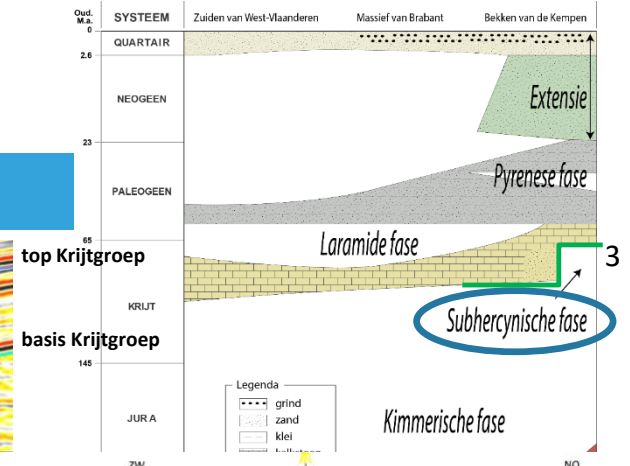 Oud.
M.a.
SYSTEEM
Zuiden van West-Vlaanderen
Massief van Brabant
Bekken van de Kempen
0
QUARTAIR
2.6
NEOGEEN
Extensie
23
PALEOGEEN
Pyrenese fase
65
top Krijtgroep
Laramide fase
3
KRIJT
Subhercynische fase
basis Krijtgroep
145
Legenda
grind
zand
klei
JURA
Kimmerische fase
ZW
NO